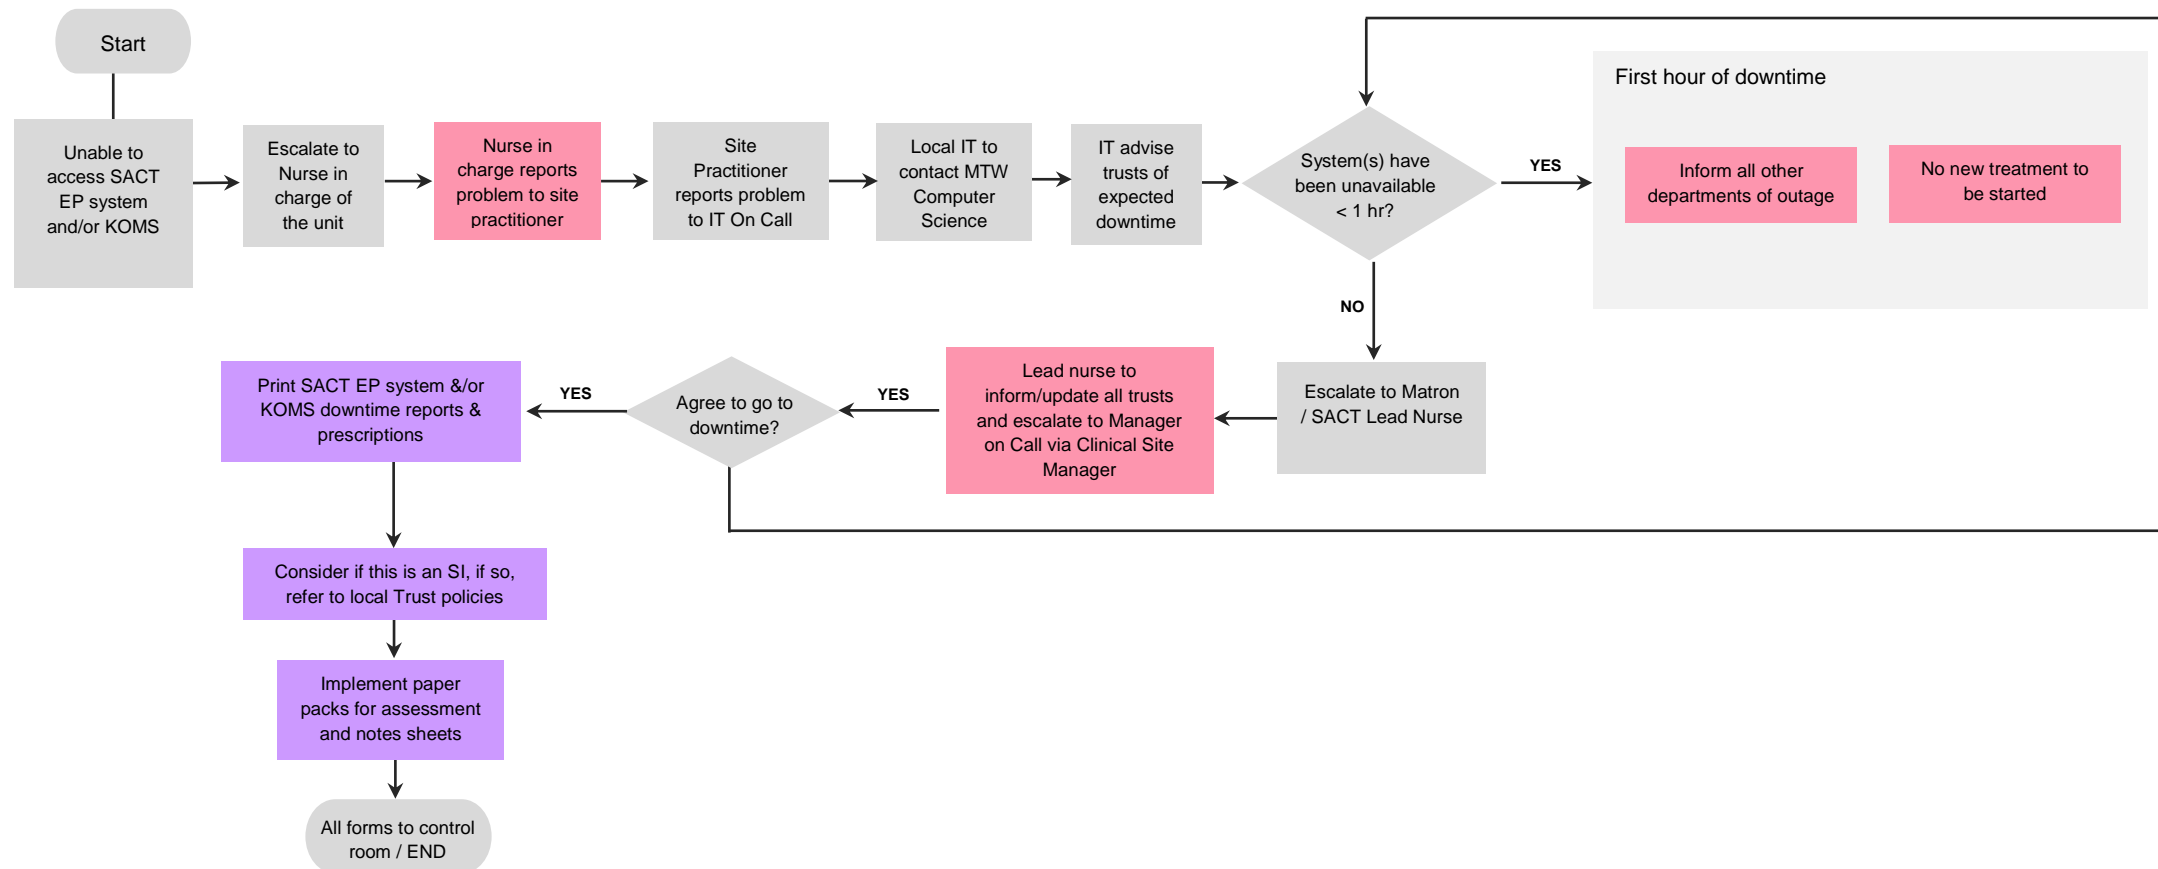 Start
Unable to
access SACT
EP system
and/or KOMS
Escalate to
Nurse in
charge of
the unit
Nurse in
charge reports
problem to site
practitioner
Site
Practitioner
reports problem
to IT On Call
Local IT to
contact MTW
Computer
Science
IT advise
trusts of
expected
downtime
System(s) have
been unavailable
< 1 hr?
YES
First hour of downtime
Inform all other
departments of outage
No new treatment to
be started
NO
Escalate to Matron
/ SACT Lead Nurse
Lead nurse to
inform/update all trusts
and escalate to Manager
on Call via Clinical Site
Manager
YES
Agree to go to
downtime?
YES
Print SACT EP system &/or
KOMS downtime reports &
prescriptions
Consider if this is an SI, if so,
refer to local Trust policies
Implement paper
packs for assessment
and notes sheets
All forms to control
room / END